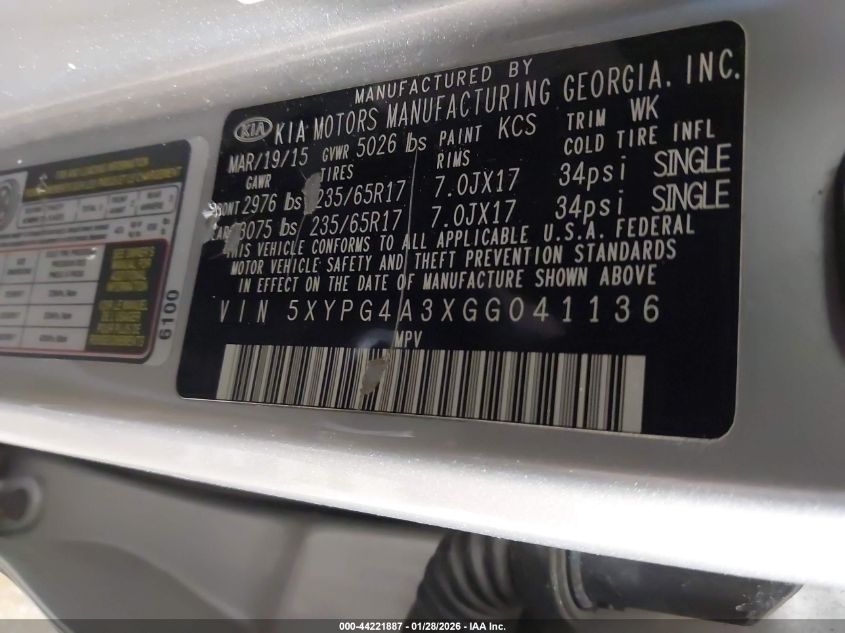 MANUFACTURED BY
KIA KIA MOTORS MANUFACTURING GEORGIA, INC.
MAR/19/15 GVWR 5026 lbs PAINT KCS TRIM WK
GAWR TIRES RIMS COLD TIRE INFL
2976 lbs 235/65R17 7.0JX17 34psi SINGLE
3075 lbs 235/65R17 7.0JX17 34psi SINGLE
THIS VEHICLE CONFORMS TO ALL APPLICABLE U.S.A. FEDERAL
MOTOR VEHICLE SAFETY AND THEFT PREVENTION STANDARDS
IN EFFECT ON THE DATE OF MANUFACTURE SHOWN ABOVE
VIN 5XYPG4A3XGG041136
MPV
6100
000-44221887 - 01/28/2026 - IAA Inc.